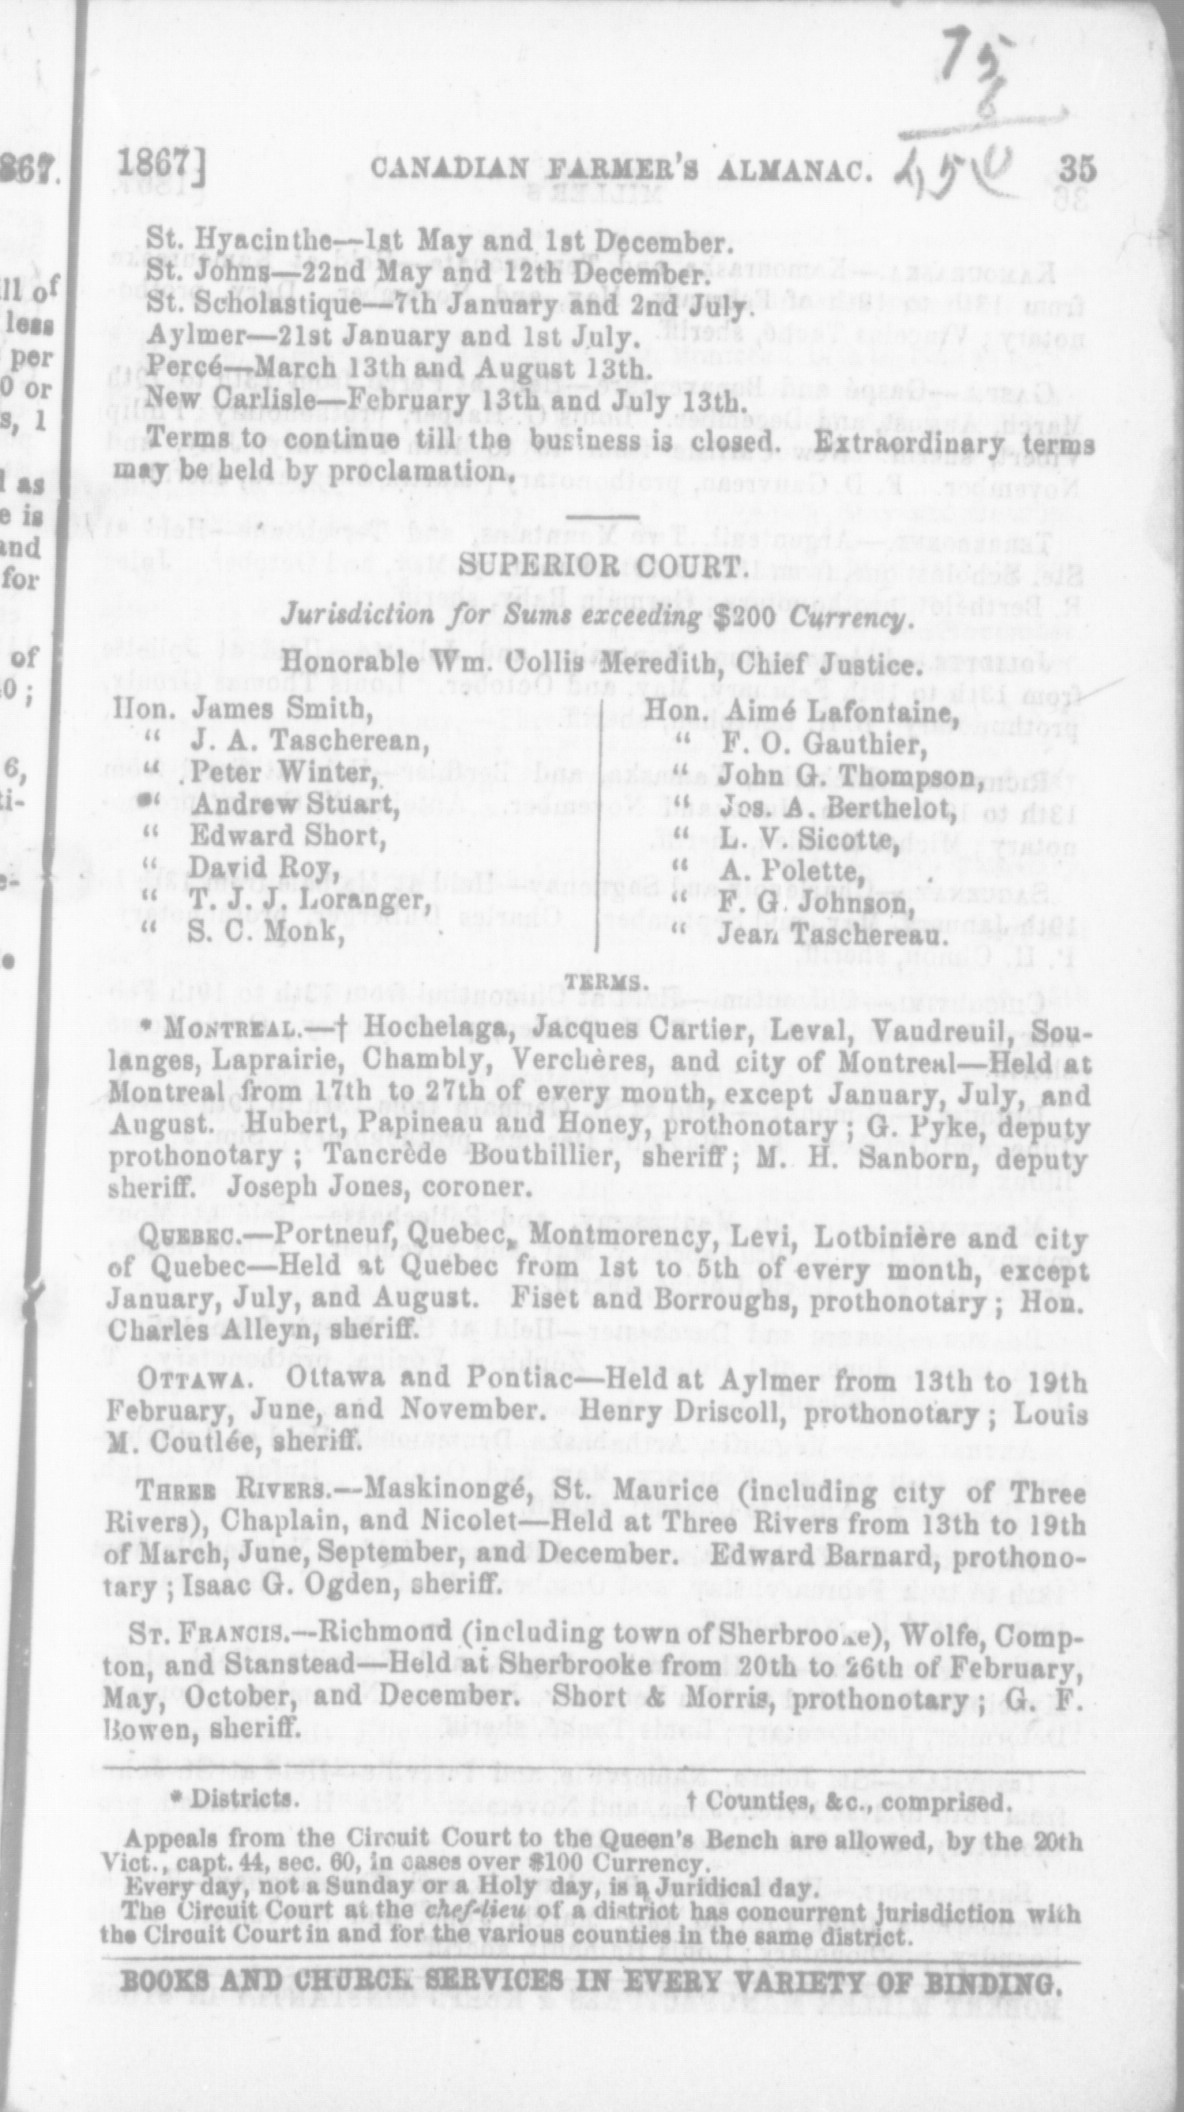 75
6
450
1867] CANADIAN FARMER'S ALMANAC. 35
St. Hyacinthe—1st May and 1st December.
St. Johns—22nd May and 12th December.
St. Scholastique—7th January and 2nd July.
Aylmer—21st January and 1st July.
Percé—March 13th and August 13th.
New Carlisle—February 13th and July 13th.
Terms to continue till the business is closed. Extraordinary terms
may be held by proclamation.
SUPERIOR COURT.
Jurisdiction for Sums exceeding $200 Currency.
Honorable Wm. Collis Meredith, Chief Justice.
Hon. James Smith,
" J. A. Tascherean,
" Peter Winter,
" Andrew Stuart,
" Edward Short,
" David Roy,
" T. J. J. Loranger,
" S. C. Monk,
Hon. Aimé Lafontaine,
" F. O. Gauthier,
" John G. Thompson,
" Jos. A. Berthelot,
" L. V. Sicotte,
" A. Polette,
" F. G. Johnson,
" Jean Taschereau.
TERMS.
* MONTREAL.—† Hochelaga, Jacques Cartier, Leval, Vaudreuil, Sou-
langes, Laprairie, Chambly, Verchères, and city of Montreal—Held at
Montreal from 17th to 27th of every month, except January, July, and
August. Hubert, Papineau and Honey, prothonotary; G. Pyke, deputy
prothonotary; Tancrède Bouthillier, sheriff; M. H. Sanborn, deputy
sheriff. Joseph Jones, coroner.
QUEBEC.—Portneuf, Quebec, Montmorency, Levi, Lotbinière and city
of Quebec—Held at Quebec from 1st to 5th of every month, except
January, July, and August. Fiset and Borroughs, prothonotary; Hon.
Charles Alleyn, sheriff.
OTTAWA. Ottawa and Pontiac—Held at Aylmer from 13th to 19th
February, June, and November. Henry Driscoll, prothonotary; Louis
M. Coutlée, sheriff.
THREE RIVERS.—Maskinongé, St. Maurice (including city of Three
Rivers), Chaplain, and Nicolet—Held at Three Rivers from 13th to 19th
of March, June, September, and December. Edward Barnard, prothono-
tary; Isaac G. Ogden, sheriff.
ST. FRANCIS.—Richmond (including town of Sherbrooke), Wolfe, Comp-
ton, and Stanstead—Held at Sherbrooke from 20th to 26th of February,
May, October, and December. Short & Morris, prothonotary; G. F.
Bowen, sheriff.
* Districts. † Counties, &c., comprised.
Appeals from the Circuit Court to the Queen's Bench are allowed, by the 20th
Vict., capt. 44, sec. 60, in cases over $100 Currency.
Every day, not a Sunday or a Holy day, is a Juridical day.
The Circuit Court at the chef-lieu of a district has concurrent jurisdiction with
the Circuit Court in and for the various counties in the same district.
BOOKS AND CHURCH SERVICES IN EVERY VARIETY OF BINDING.